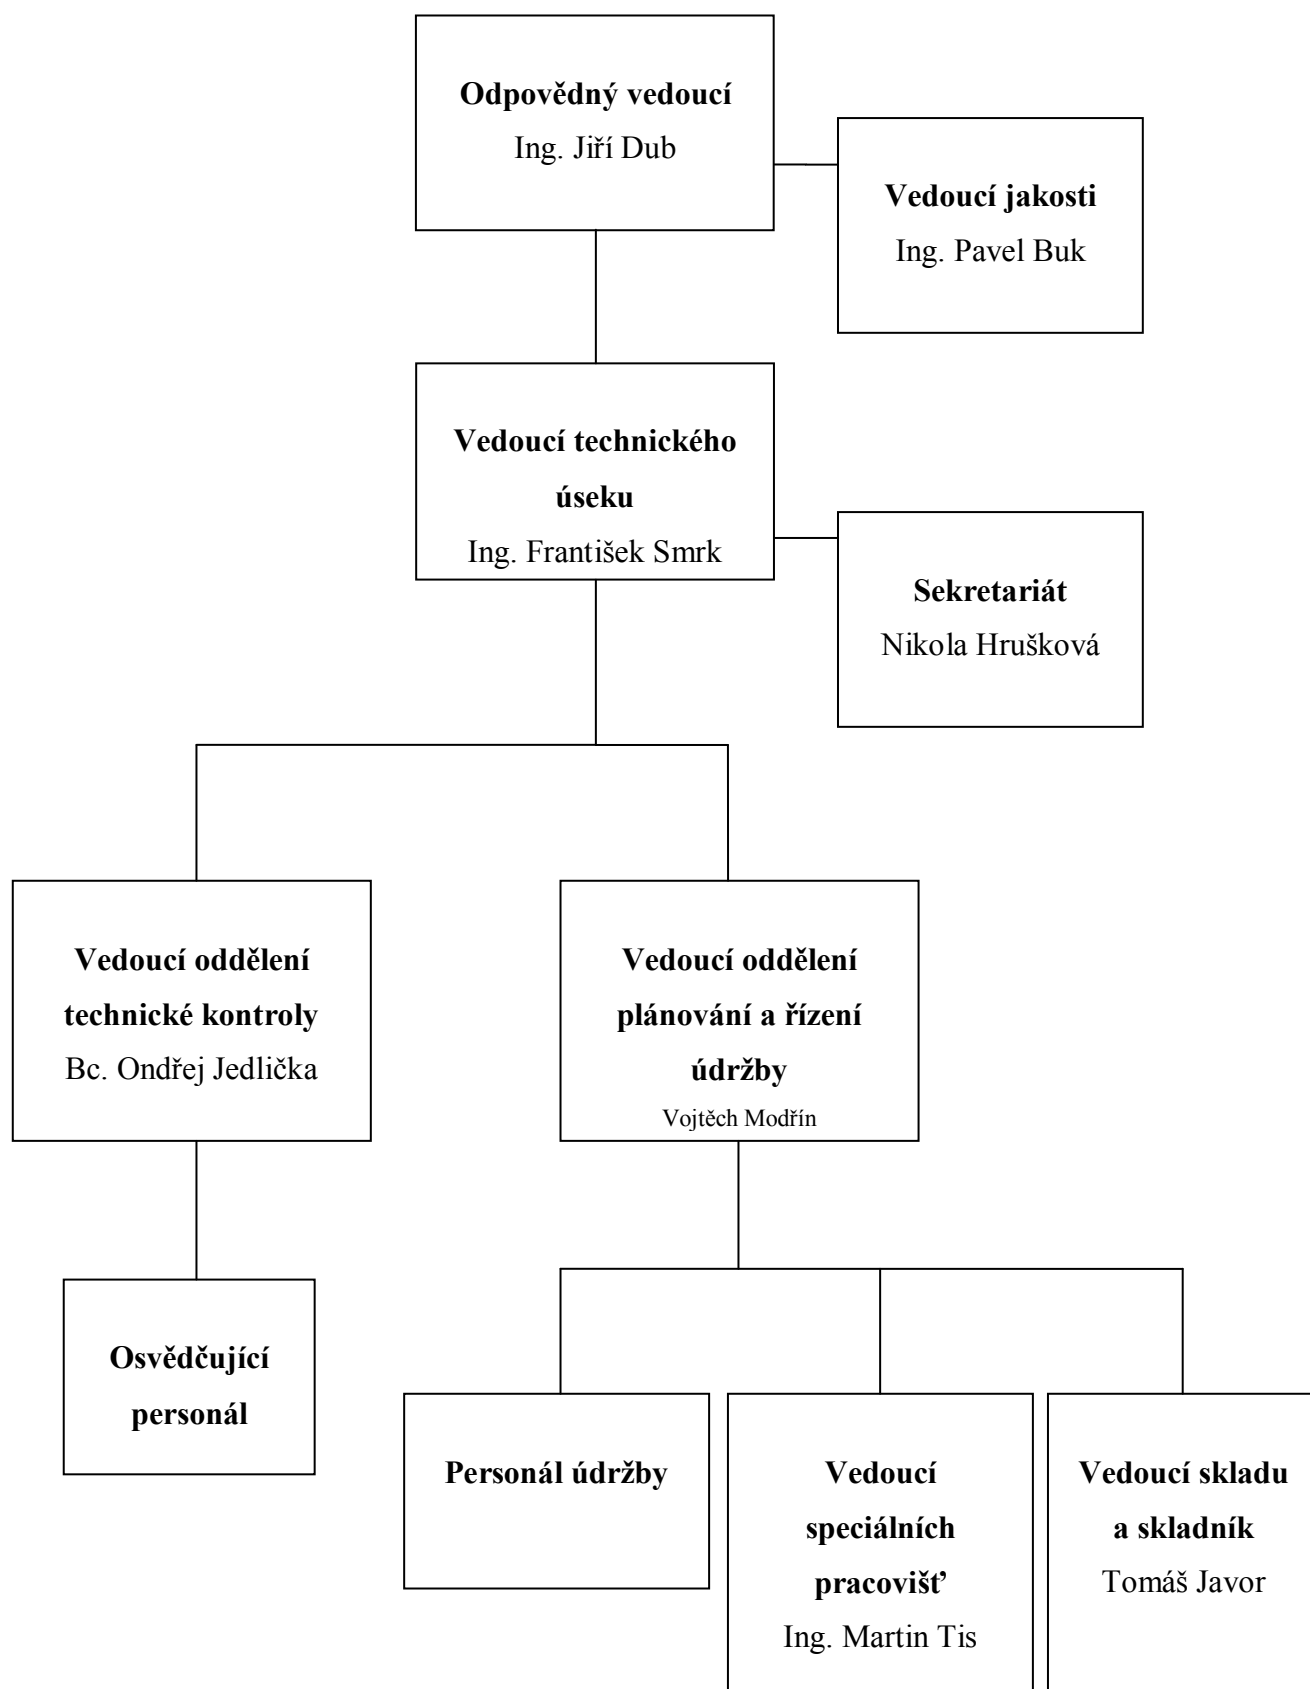 Odpovědný vedoucí
Ing. Jiří Dub
Vedoucí jakosti
Ing. Pavel Buk
Vedoucí technického
úseku
Ing. František Smrk
Sekretariát
Nikola Hrušková
Vedoucí oddělení
technické kontroly
Bc. Ondřej Jedlička
Vedoucí oddělení
plánování a řízení
údržby
Vojtěch Modřín
Osvědčující
personál
Personál údržby
Vedoucí
speciálních
pracovišť
Ing. Martin Tis
Vedoucí skladu
a skladník
Tomáš Javor